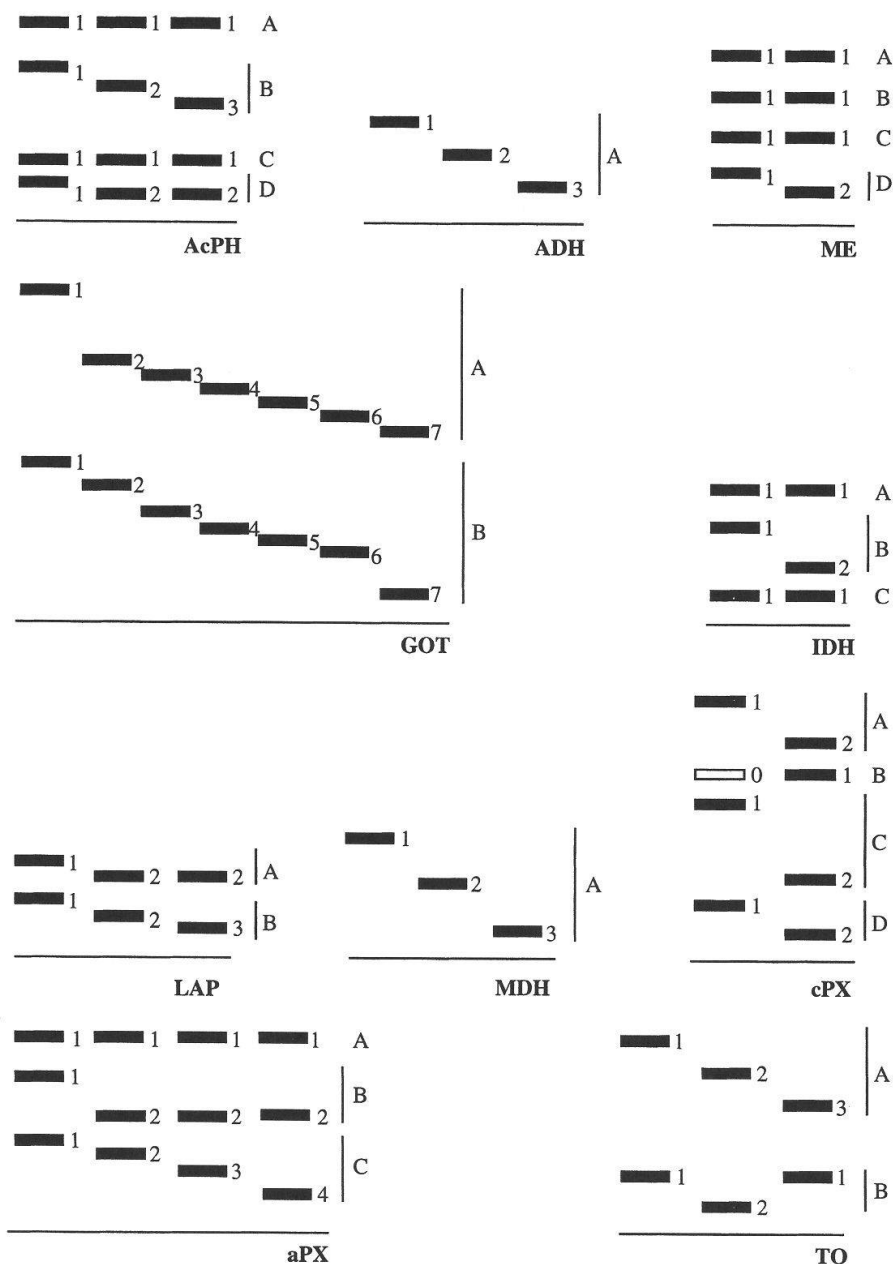 1 1 1 A
1 2 3 B
1 1 1 C
1 2 2 D
AcPH
1 2 3 A
ADH
1 1 A
1 1 B
1 1 C
1 2 D
ME
1 2 3 4 5 6 7 A
1 2 3 4 5 6 7 B
GOT
1 1 A
1 2 B
1 1 C
IDH
1 2 2 A
1 2 3 B
LAP
1 2 3 A
MDH
1 2 A
0 1 B
1 2 C
1 2 D
cPX
1 1 1 1 A
1 2 2 2 B
1 2 3 4 C
aPX
1 2 3 A
1 2 1 B
TO